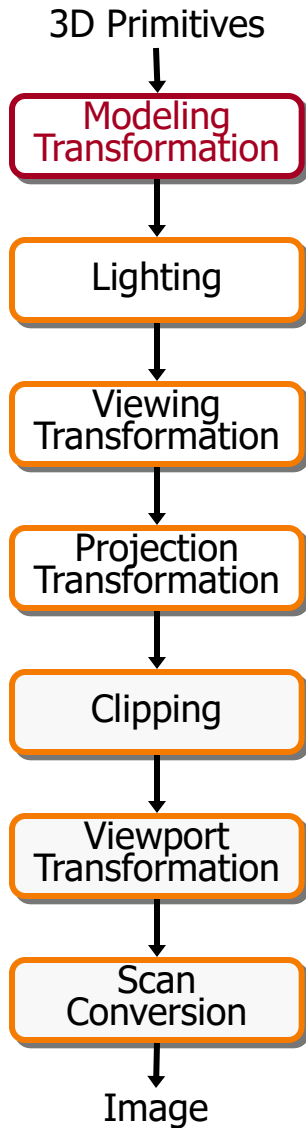 3D Primitives
Modeling
Transformation
Lighting
Viewing
Transformation
Projection
Transformation
Clipping
Viewport
Transformation
Scan
Conversion
Image